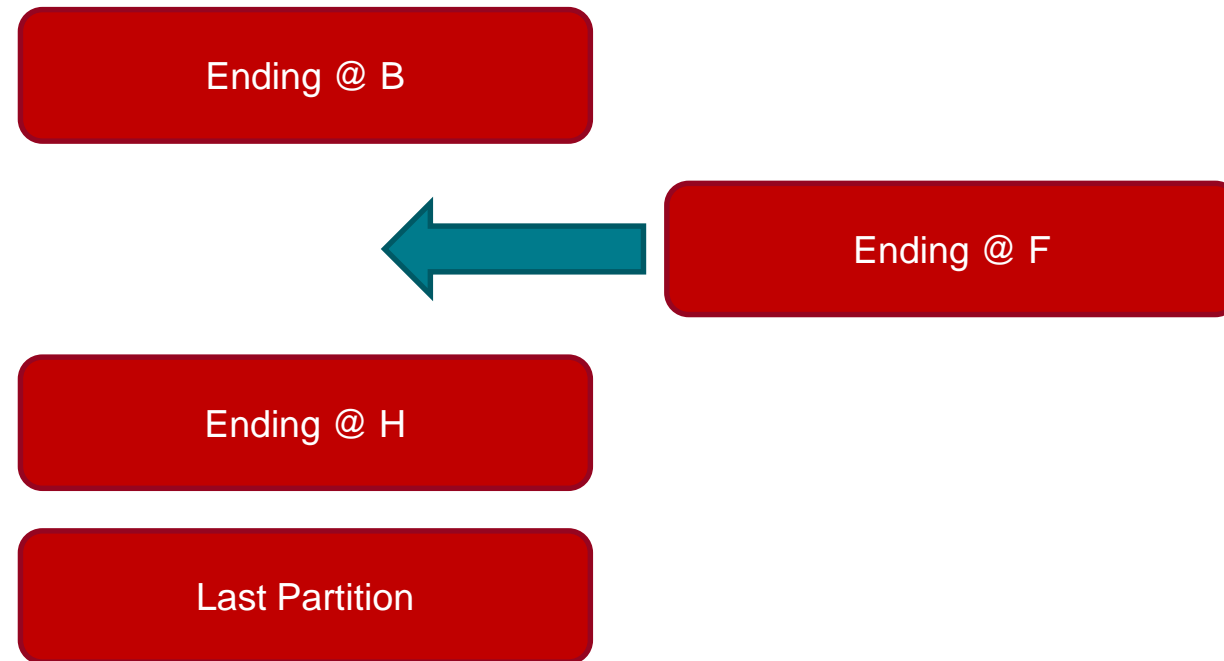 Ending @ B
Ending @ F
Ending @ H
Last Partition